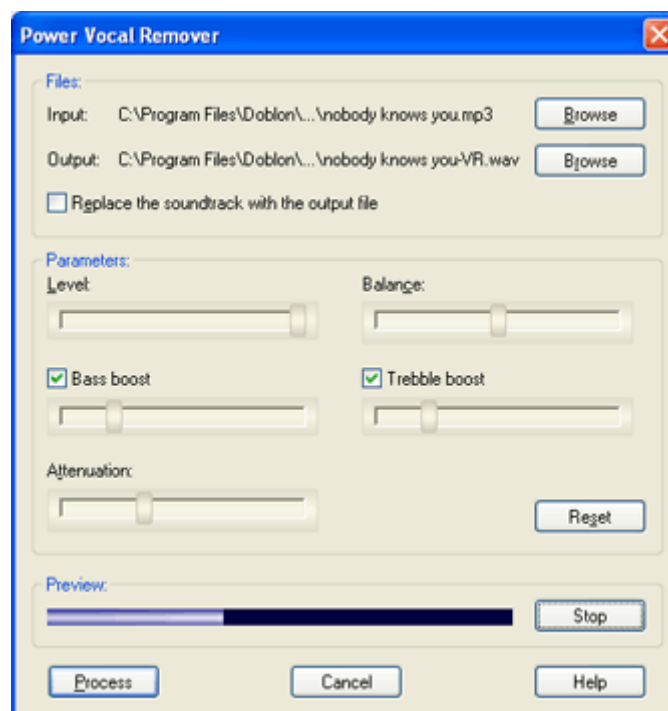 Power Vocal Remover
Files:
Input: C:\Program Files\Doblon\...\nobody knows you.mp3 Browse
Output: C:\Program Files\Doblon\...\nobody knows you-VR.wav Browse
Replace the soundtrack with the output file
Parameters:
Level: Balance:
Bass boost Trebble boost
Attenuation:
Reset
Preview:
Stop
Process Cancel Help